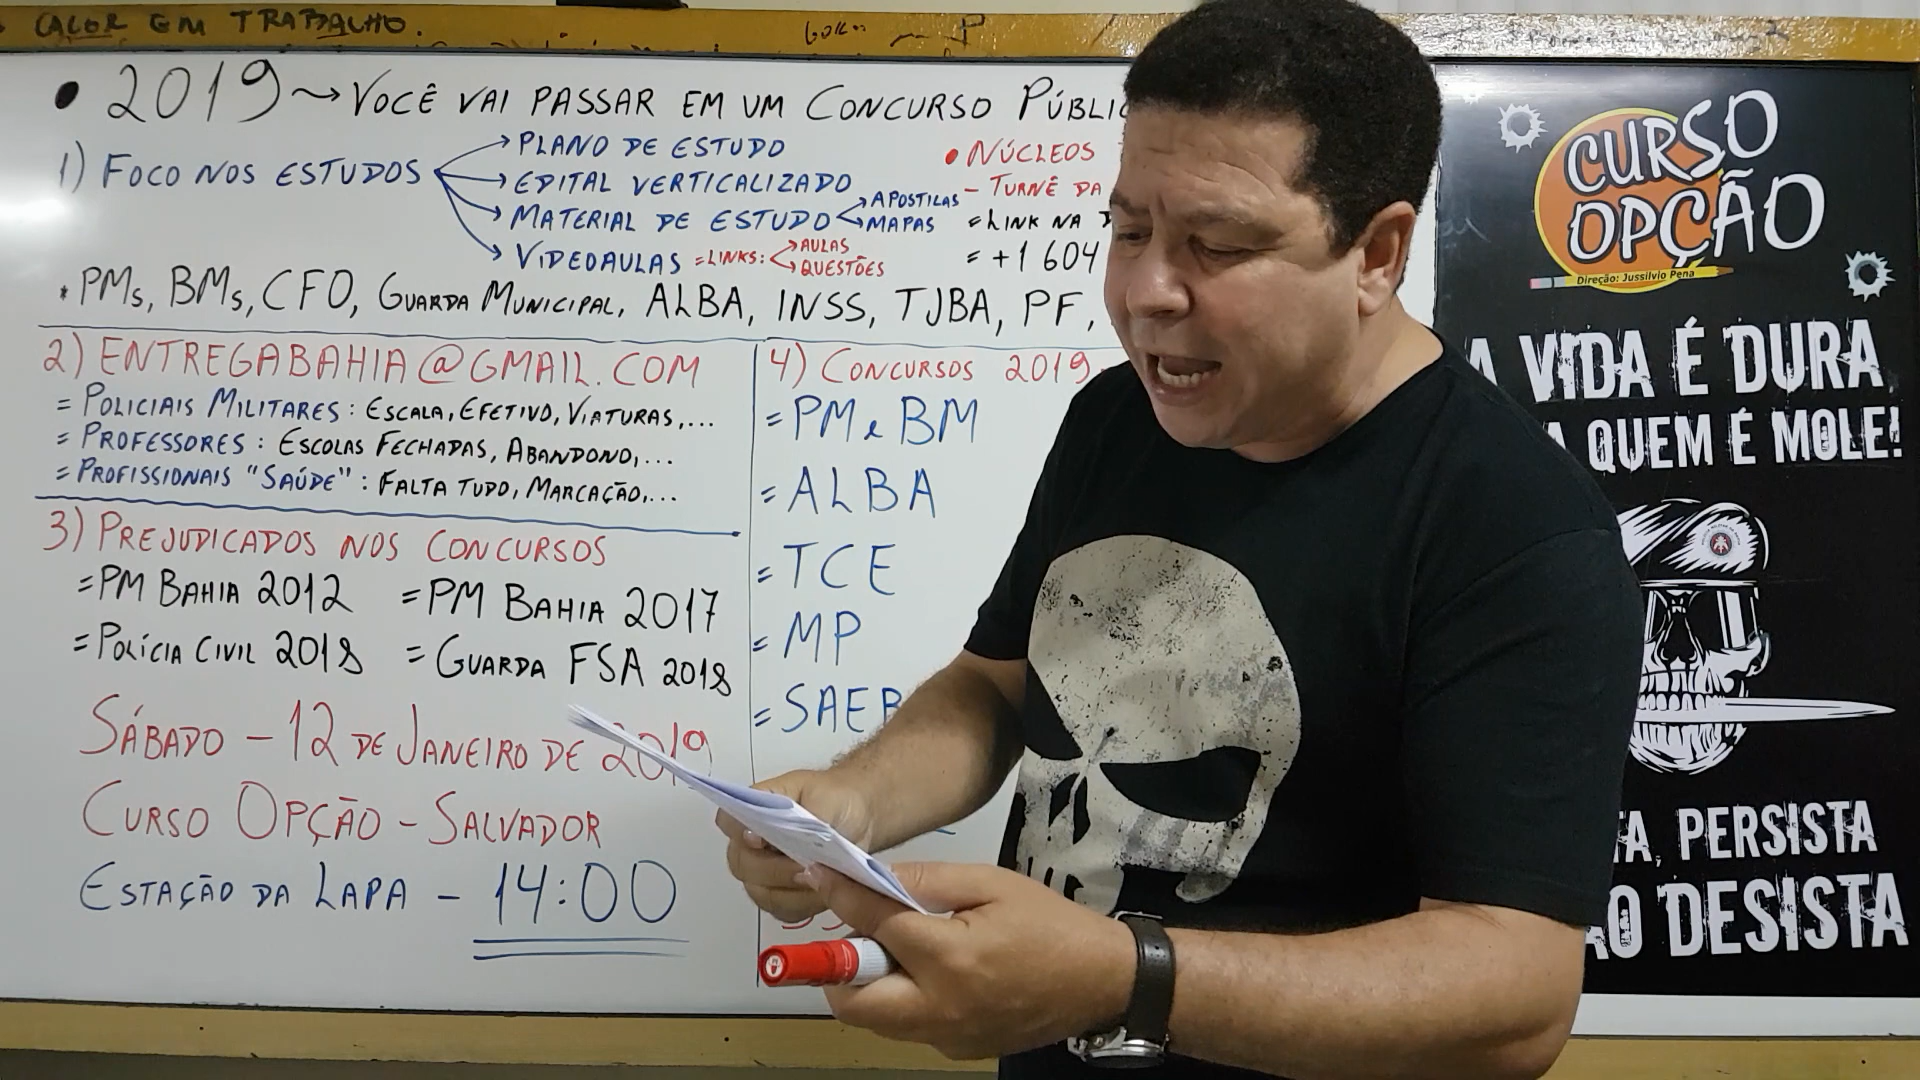 CALOR EM TRABALHO.
• 2019 → VOCÊ VAI PASSAR EM UM CONCURSO PÚBLIC
1) FOCO NOS ESTUDOS
→ PLANO DE ESTUDO
→ EDITAL VERTICALIZADO
→ MATERIAL DE ESTUDO
→ APOSTILAS
→ MAPAS
→ VIDEOAULAS = LINKS:
→ AULAS
→ QUESTÕES
• NÚCLEOS
- TURNÊ DA
= LINK NA
= +1 604
* PMs, BMs, CFO, GUARDA MUNICIPAL, ALBA, INSS, TJBA, PF,
2) ENTREGABAHIA@GMAIL.COM
= POLICIAIS MILITARES: ESCALA, EFETIVO, VIATURAS,...
= PROFESSORES: ESCOLAS FECHADAS, ABANDONO,...
= PROFISSIONAIS "SAÚDE": FALTA TUDO, MARCAÇÃO,...
3) PREJUDICADOS NOS CONCURSOS
= PM BAHIA 2012 = PM BAHIA 2017
= POLÍCIA CIVIL 2018 = GUARDA FSA 2018
SÁBADO - 12 DE JANEIRO DE 2019
CURSO OPÇÃO - SALVADOR
ESTAÇÃO DA LAPA - 14:00
4) CONCURSOS 2019
= PM e BM
= ALBA
= TCE
= MP
= SAEB
CURSO
OPÇÃO
Direção: Jussilvio Pena
A VIDA É DURA
A QUEM É MOLE!
TA, PERSISTA
ÃO DESISTA